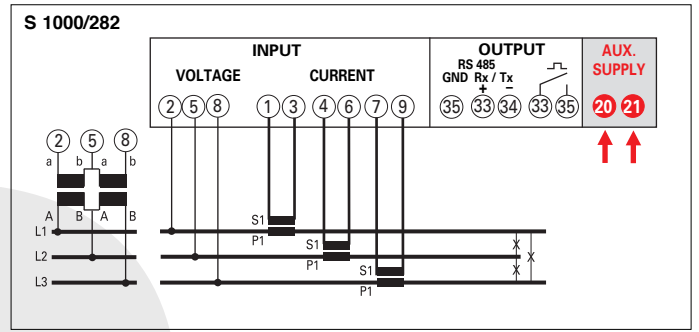 S 1000/282
INPUT
OUTPUT
AUX.
SUPPLY
VOLTAGE
CURRENT
RS 485
GND Rx / Tx
+ −
2 5 8 1 3 4 6 7 9 35 33 34 33 35 20 21
2 5 8
a b a b
A B A B
L1
L2
L3
S1
P1
S1
P1
S1
P1
X
X
X